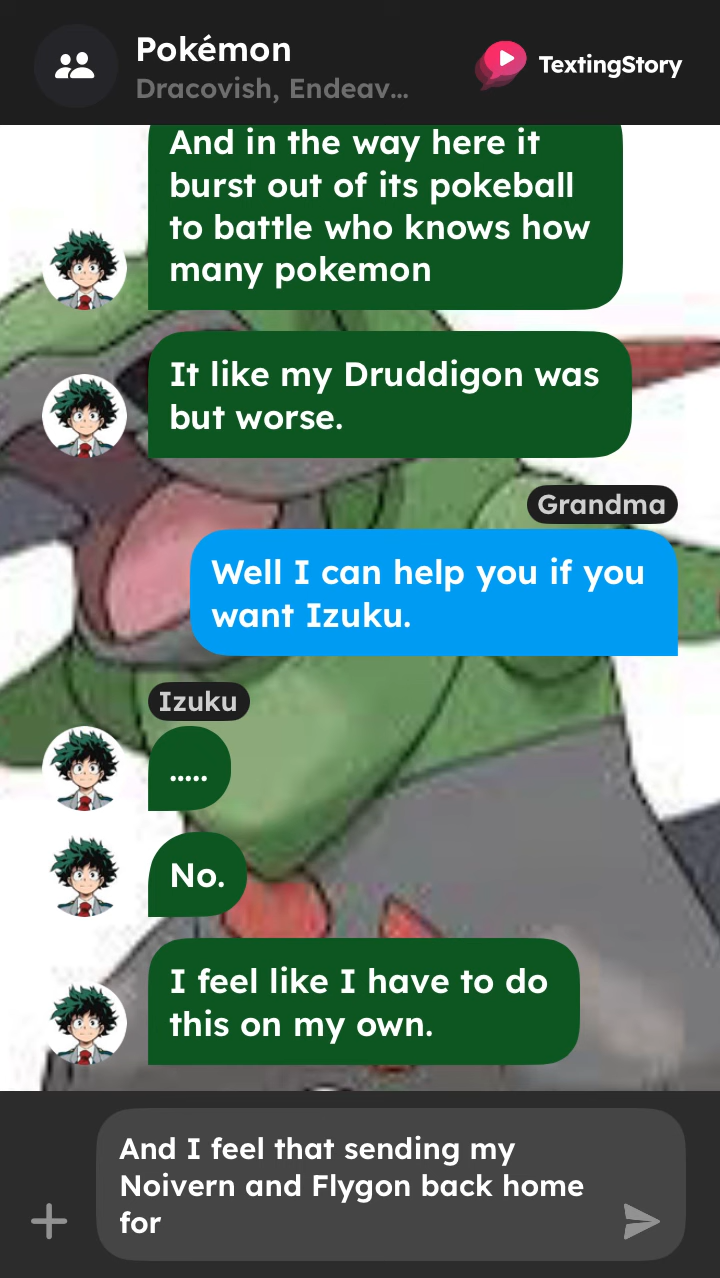 Pokémon
Dracovish, Endeav...
TextingStory
And in the way here it
burst out of its pokeball
to battle who knows how
many pokemon
It like my Druddigon was
but worse.
Grandma
Well I can help you if you
want Izuku.
Izuku
.....
No.
I feel like I have to do
this on my own.
And I feel that sending my
Noivern and Flygon back home
for